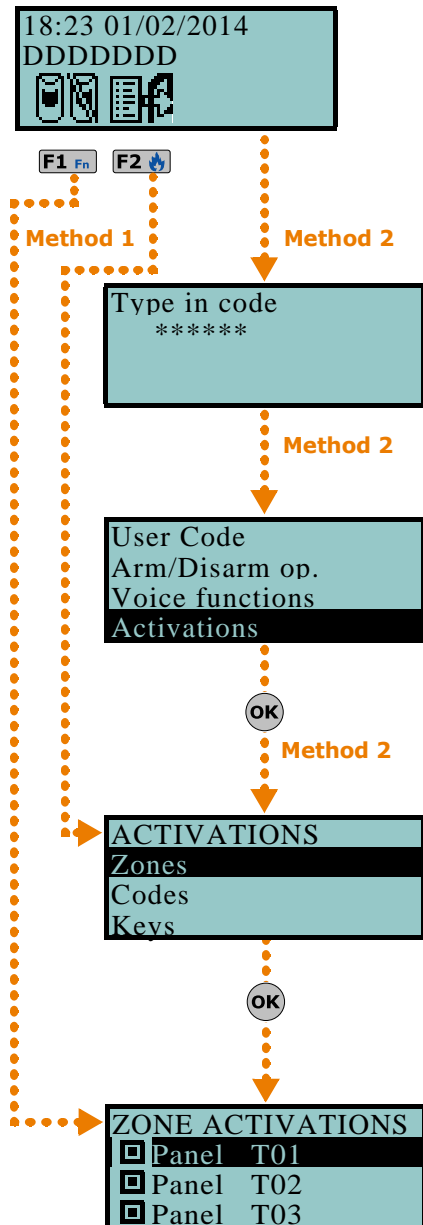 18:23 01/02/2014
DDDDDDD
F1 Fn F2
Method 1 Method 2
Type in code
******
Method 2
User Code
Arm/Disarm op.
Voice functions
Activations
OK
Method 2
ACTIVATIONS
Zones
Codes
Keys
OK
ZONE ACTIVATIONS
Panel T01
Panel T02
Panel T03